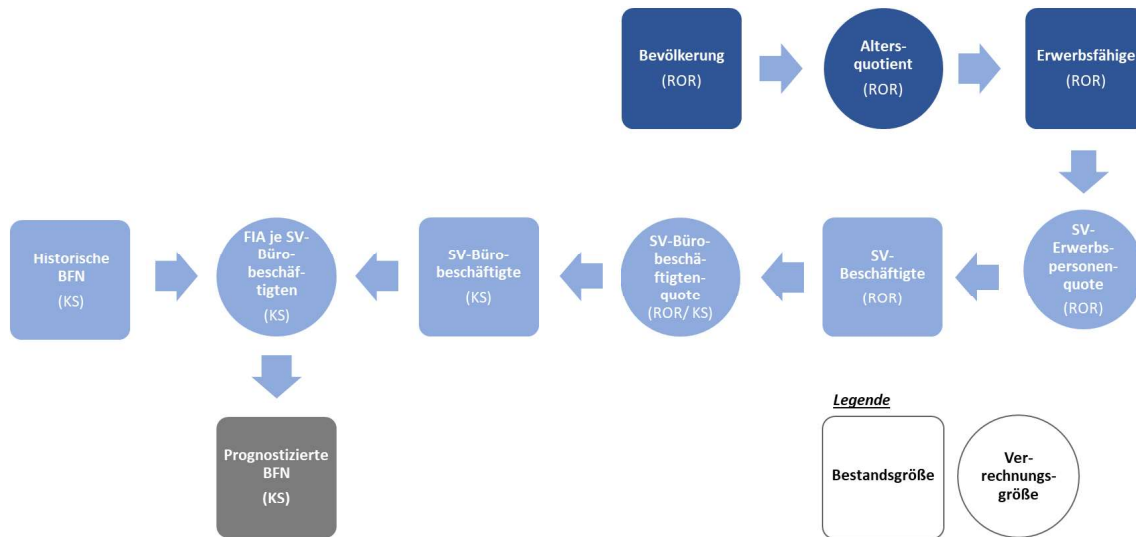 Bevölkerung
(ROR)
Alters-
quotient
(ROR)
Erwerbsfähige
(ROR)
Historische
BFN
(KS)
FIA je SV-
Büro-
beschäf-
tigten
(KS)
SV-Büro-
beschäftigte
(KS)
SV-Büro-
beschäf-
tigten-
quote
(ROR/ KS)
SV-
Beschäftigte
(ROR)
SV-
Erwerbs-
personen-
quote
(ROR)
Prognostizierte
BFN
(KS)
Legende
Bestandsgröße
Ver-
rechnungs-
größe